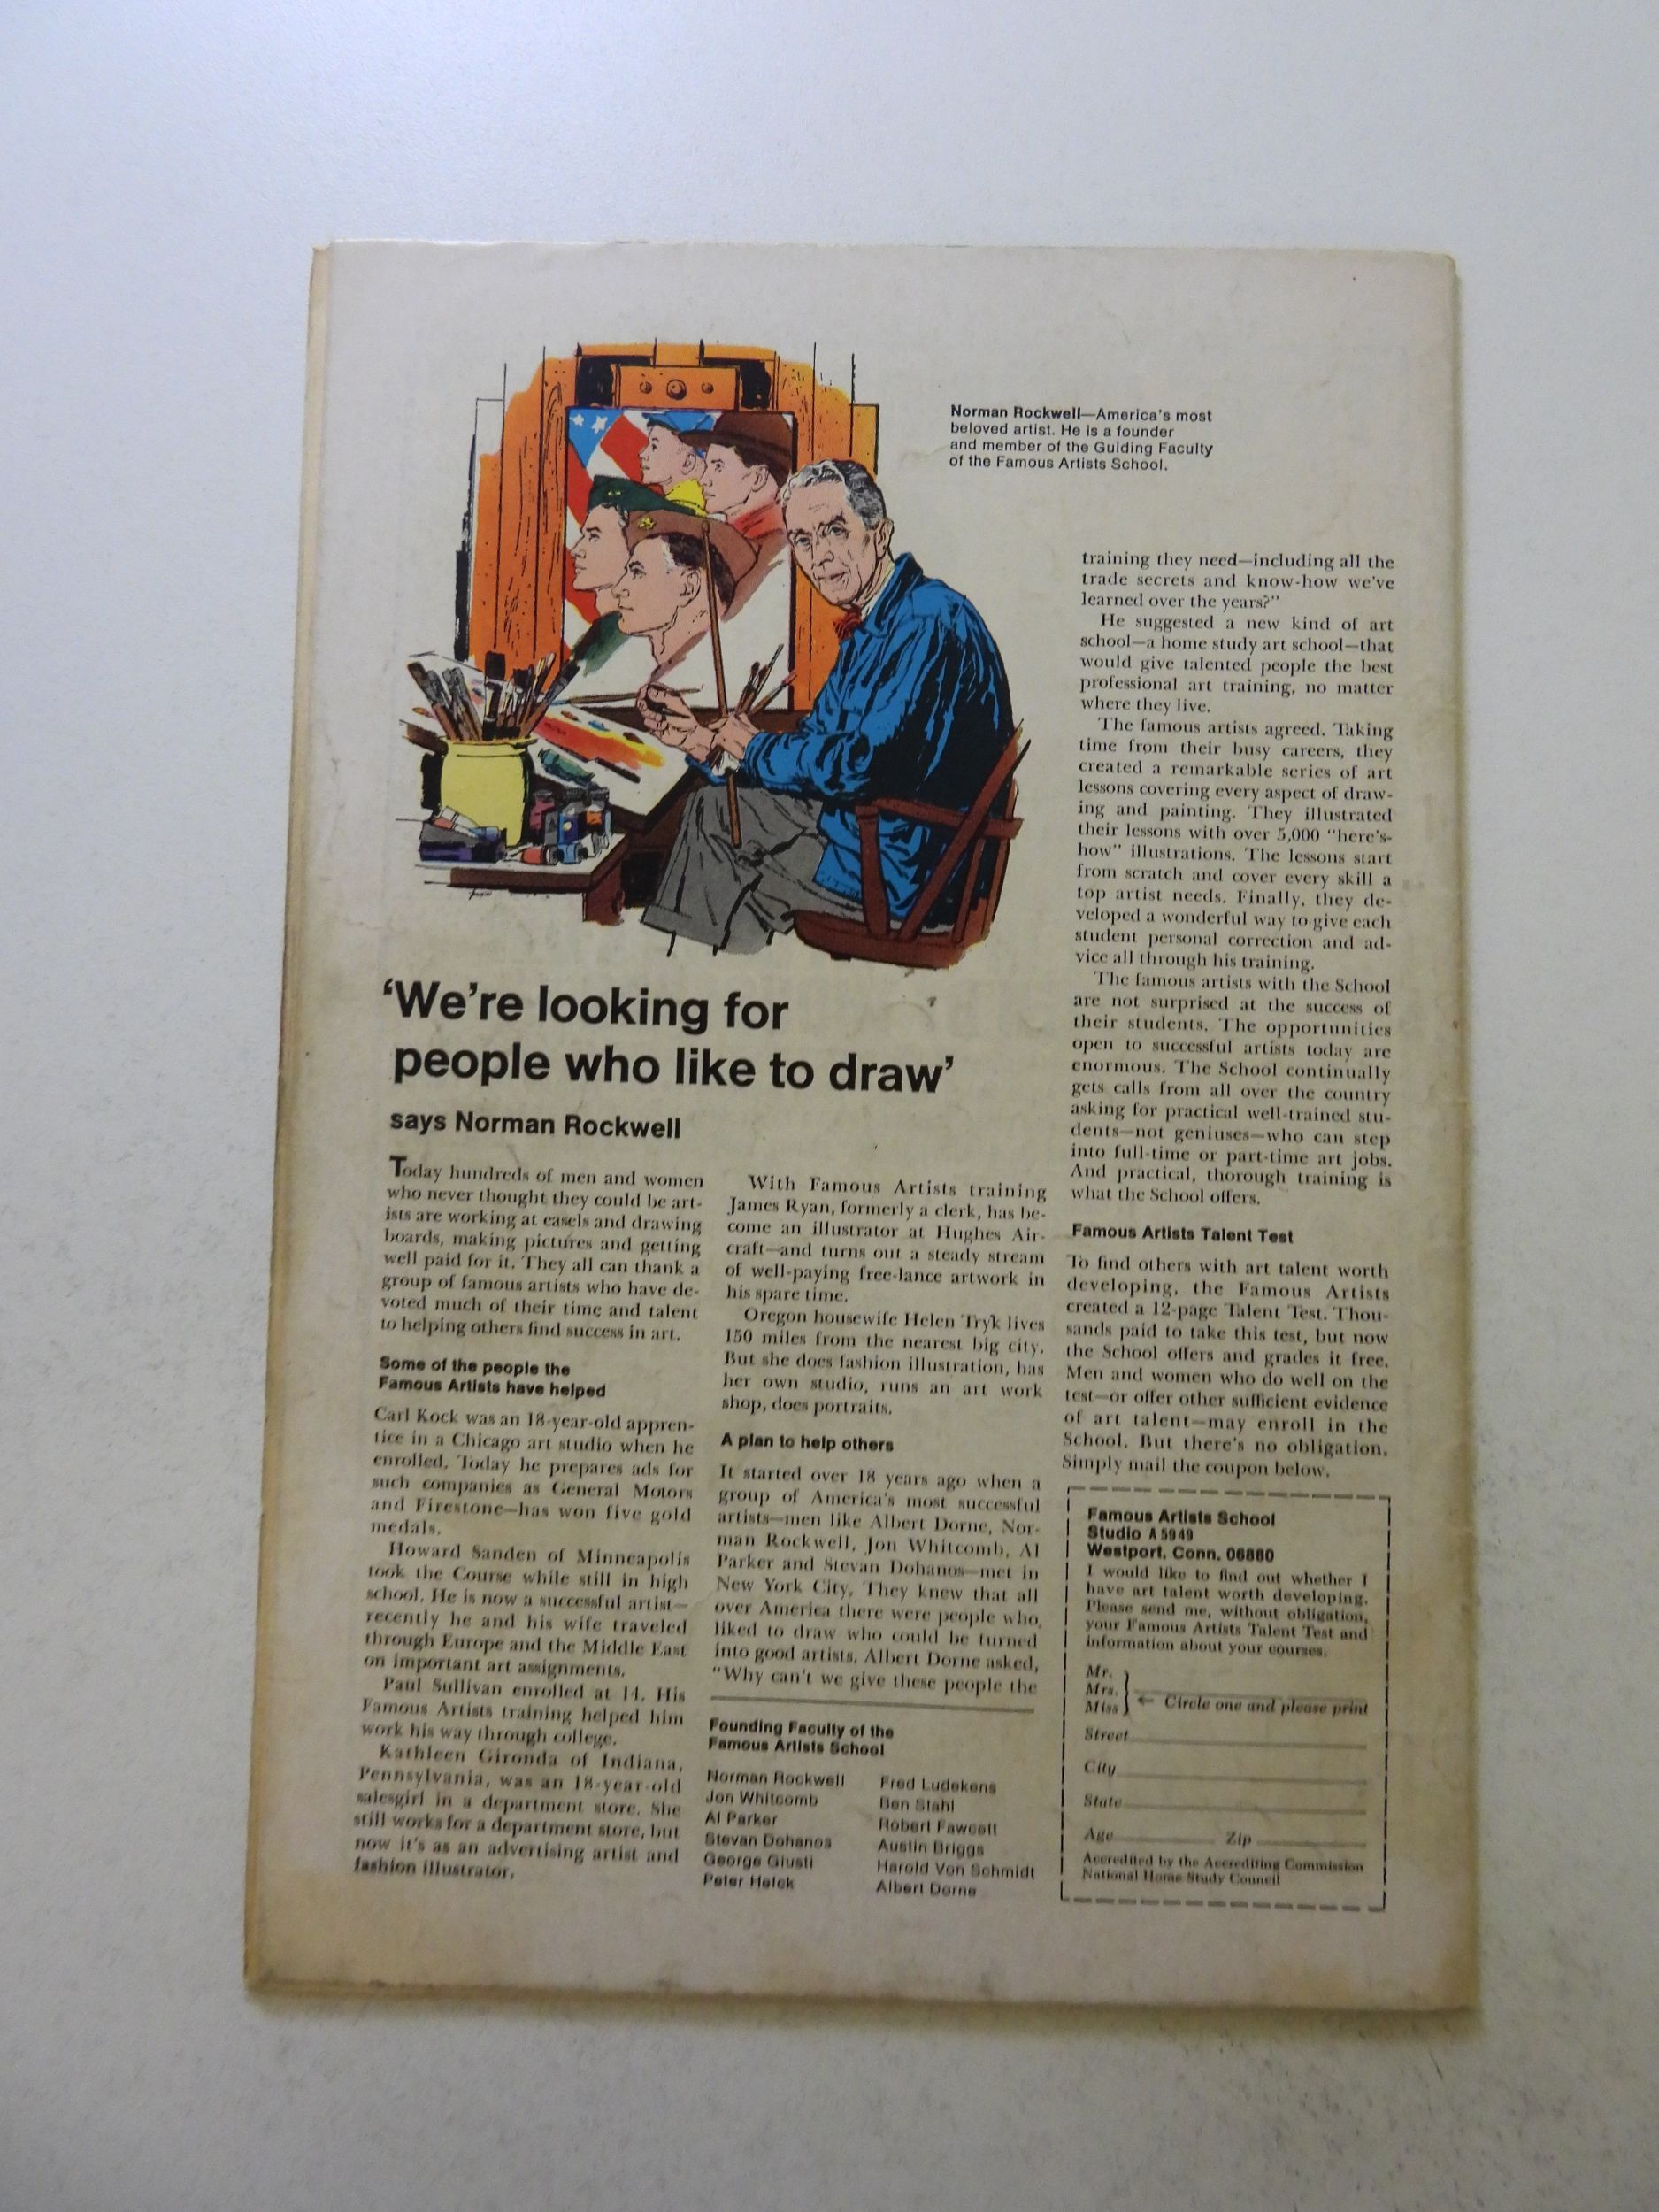 Norman Rockwell—America's most
beloved artist. He is a founder
and member of the Guiding Faculty
of the Famous Artists School.
'We're looking for
people who like to draw'
says Norman Rockwell
Today hundreds of men and women
who never thought they could be art-
ists are working at easels and drawing
boards, making pictures and getting
well paid for it. They all can thank a
group of famous artists who have de-
voted much of their time and talent
to helping others find success in art.
Some of the people the
Famous Artists have helped
Carl Kock was an 18-year-old appren-
tice in a Chicago art studio when he
enrolled. Today he prepares ads for
such companies as General Motors
and Firestone—has won five gold
medals.
Howard Sanden of Minneapolis
took the Course while still in high
school. He is now a successful artist—
recently he and his wife traveled
through Europe and the Middle East
on important art assignments.
Paul Sullivan enrolled at 14. His
Famous Artists training helped him
work his way through college.
Kathleen Gironda of Indiana,
Pennsylvania, was an 18-year-old
salesgirl in a department store. She
still works for a department store, but
now it's as an advertising artist and
fashion illustrator.
With Famous Artists training
James Ryan, formerly a clerk, has be-
come an illustrator at Hughes Air-
craft—and turns out a steady stream
of well-paying free-lance artwork in
his spare time.
Oregon housewife Helen Tryk lives
150 miles from the nearest big city.
But she does fashion illustration, has
her own studio, runs an art work
shop, does portraits.
A plan to help others
It started over 18 years ago when a
group of America's most successful
artists—men like Albert Dorne, Nor-
man Rockwell, Jon Whitcomb, Al
Parker and Stevan Dohanos—met in
New York City. They knew that all
over America there were people who
liked to draw who could be turned
into good artists. Albert Dorne asked,
"Why can't we give these people the
training they need—including all the
trade secrets and know-how we've
learned over the years?"
He suggested a new kind of art
school—a home study art school—that
would give talented people the best
professional art training, no matter
where they live.
The famous artists agreed. Taking
time from their busy careers, they
created a remarkable series of art
lessons covering every aspect of draw-
ing and painting. They illustrated
their lessons with over 5,000 "here's-
how" illustrations. The lessons start
from scratch and cover every skill a
top artist needs. Finally, they de-
veloped a wonderful way to give each
student personal correction and ad-
vice all through his training.
The famous artists with the School
are not surprised at the success of
their students. The opportunities
open to successful artists today are
enormous. The School continually
gets calls from all over the country
asking for practical well-trained stu-
dents—not geniuses—who can step
into full-time or part-time art jobs.
And practical, thorough training is
what the School offers.
Famous Artists Talent Test
To find others with art talent worth
developing, the Famous Artists
created a 12-page Talent Test. Thou-
sands paid to take this test, but now
the School offers and grades it free.
Men and women who do well on the
test—or offer other sufficient evidence
of art talent—may enroll in the
School. But there's no obligation.
Simply mail the coupon below.
Founding Faculty of the
Famous Artists School
Norman Rockwell
Jon Whitcomb
Al Parker
Stevan Dohanos
George Giusti
Peter Helck
Fred Ludekens
Ben Stahl
Robert Fawcett
Austin Briggs
Harold Von Schmidt
Albert Dorne
Famous Artists School
Studio A5949
Westport, Conn. 06880
I would like to find out whether I
have art talent worth developing.
Please send me, without obligation,
your Famous Artists Talent Test and
information about your courses.
Mr.
Mrs.
Miss ← Circle one and please print
Street
City
State
Age Zip
Accredited by the Accrediting Commission
National Home Study Council